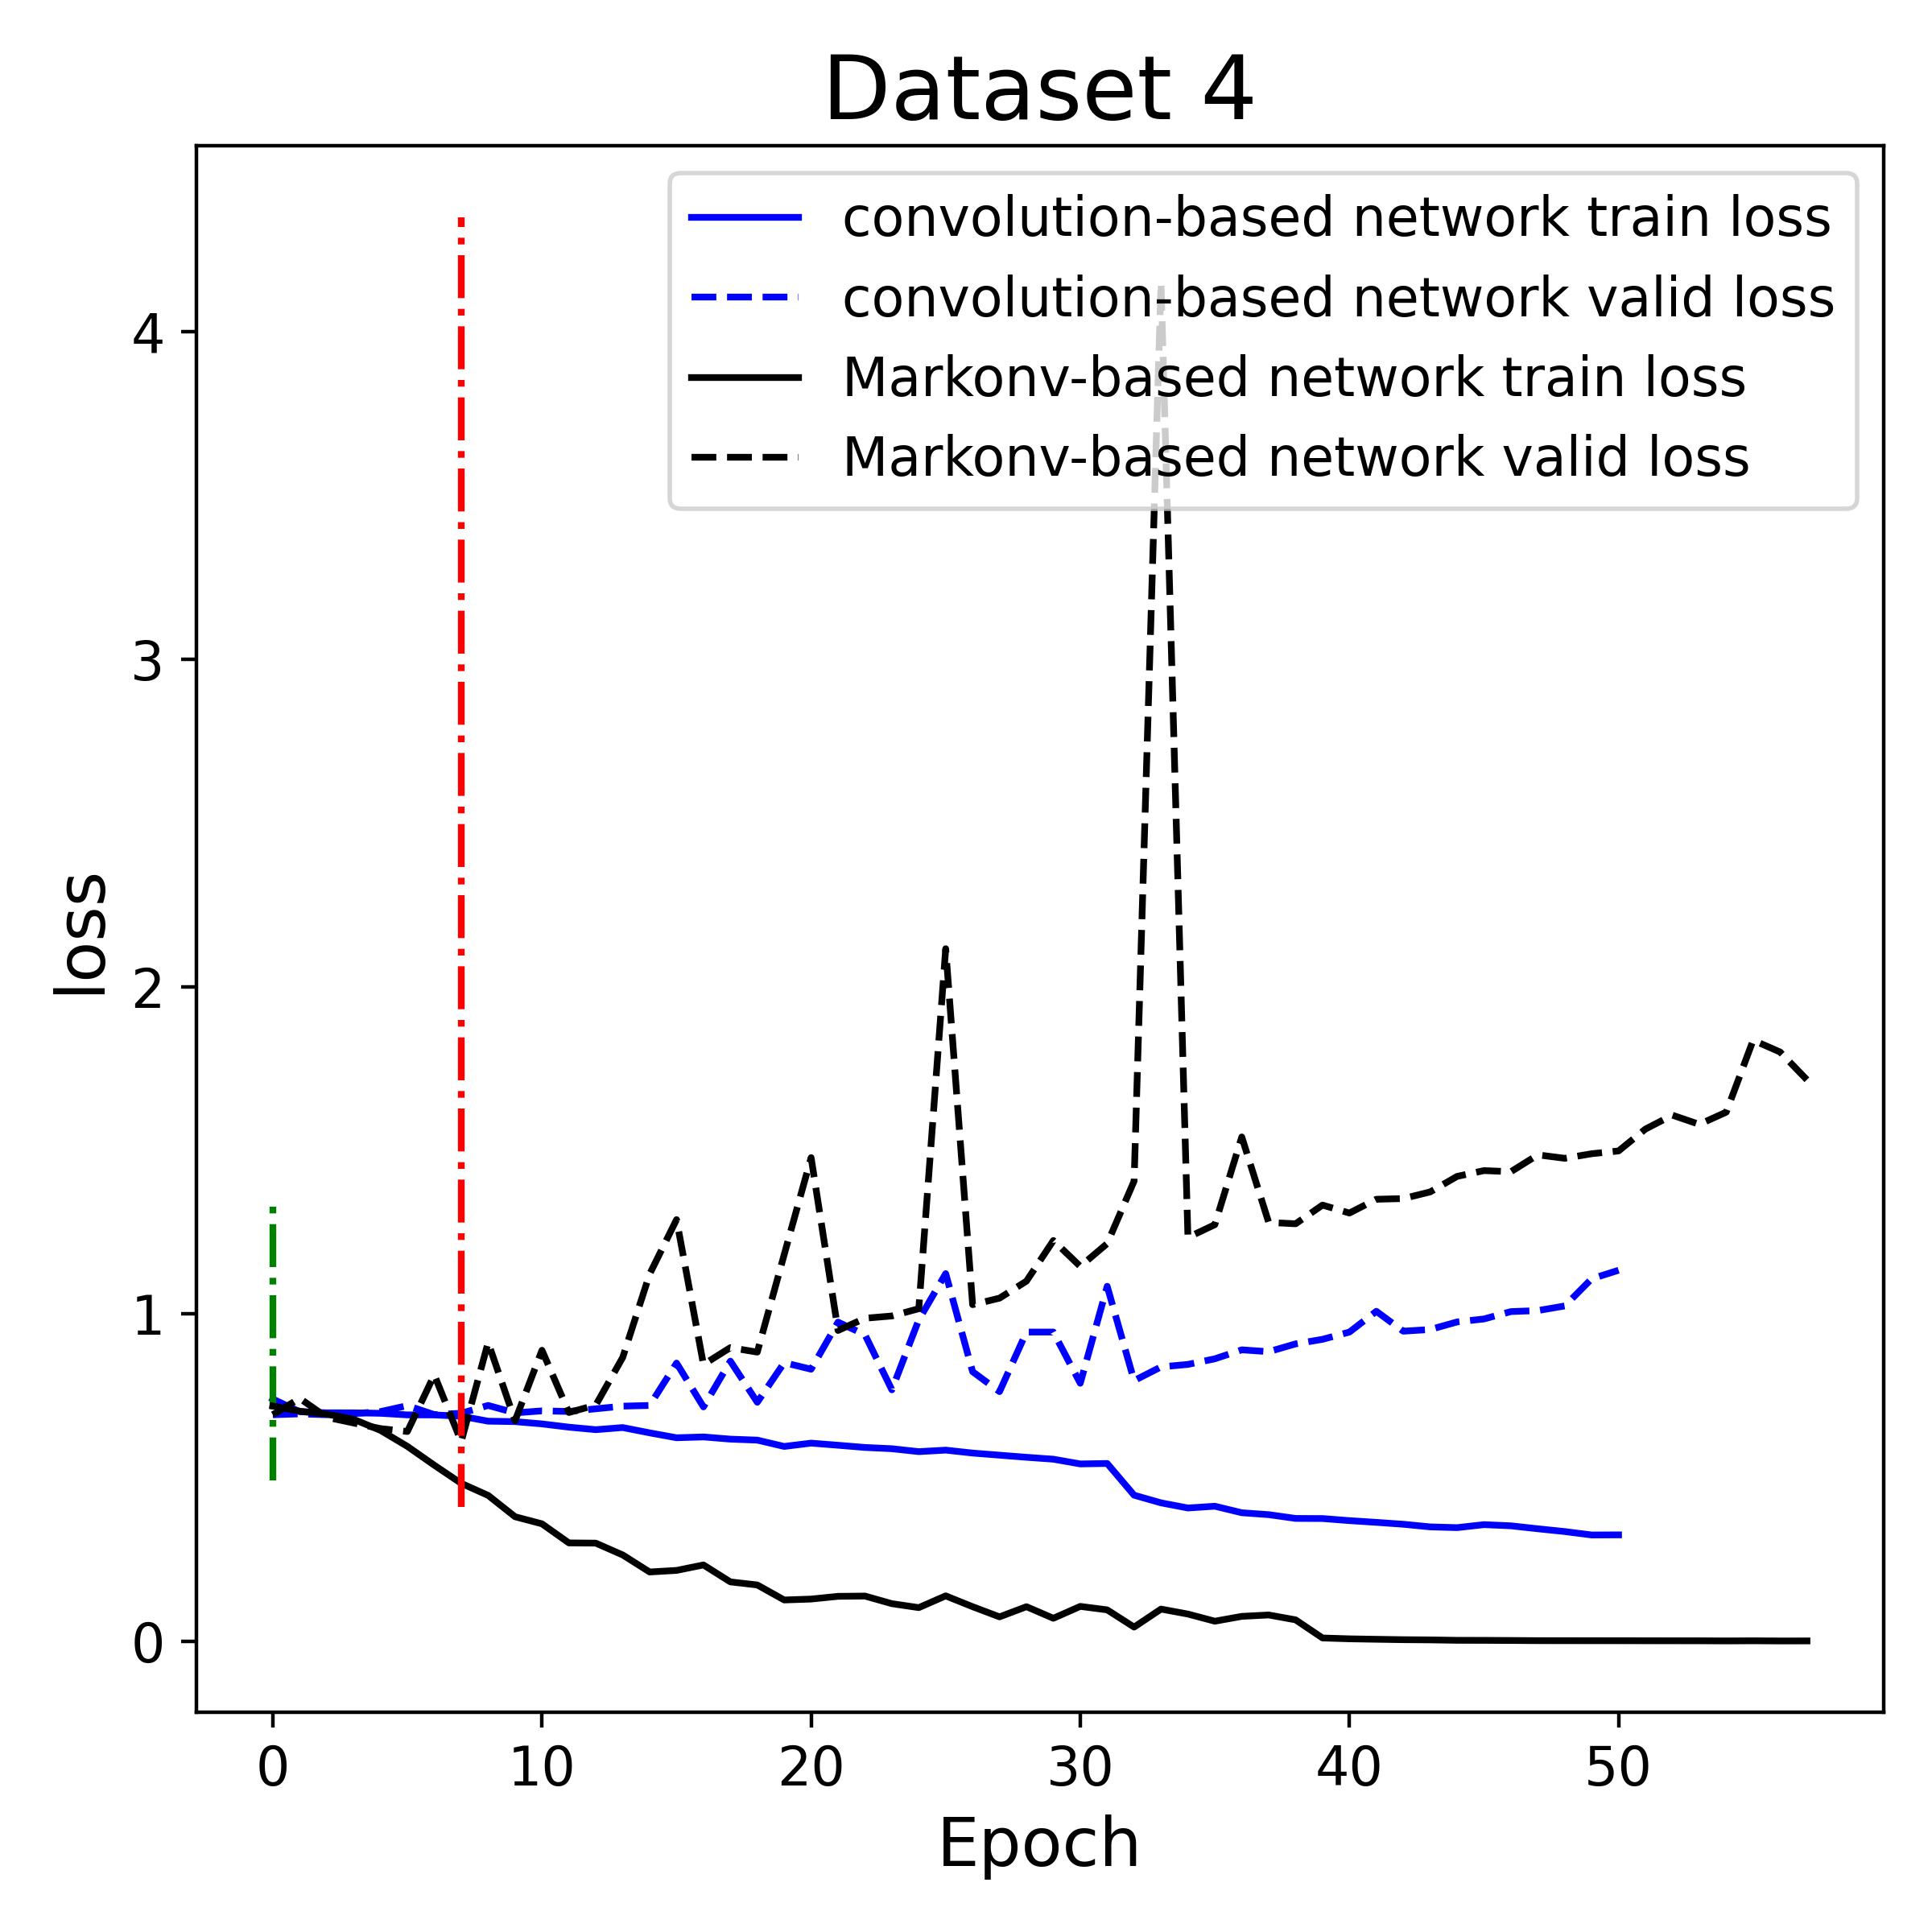 Dataset 4
convolution-based network train loss
convolution-based network valid loss
Markonv-based network train loss
Markonv-based network valid loss
4
3
2
1
0
loss
0 10 20 30 40 50
Epoch